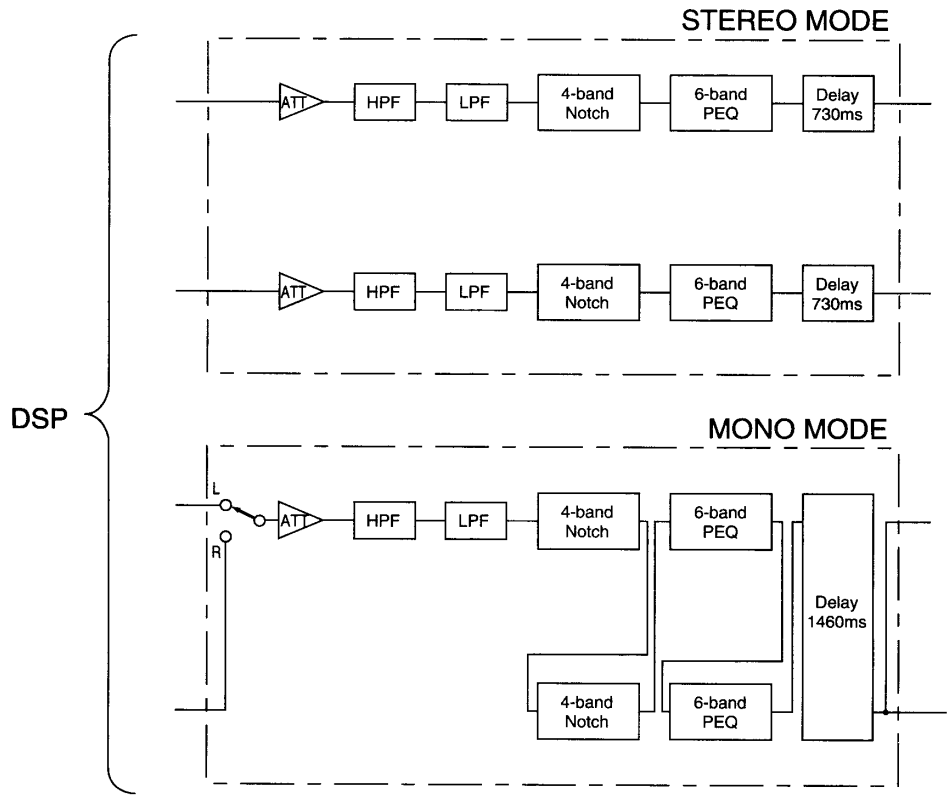 STEREO MODE
ATT
HPF
LPF
4-band
Notch
6-band
PEQ
Delay
730ms
ATT
HPF
LPF
4-band
Notch
6-band
PEQ
Delay
730ms
DSP
MONO MODE
L
R
ATT
HPF
LPF
4-band
Notch
6-band
PEQ
Delay
1460ms
4-band
Notch
6-band
PEQ